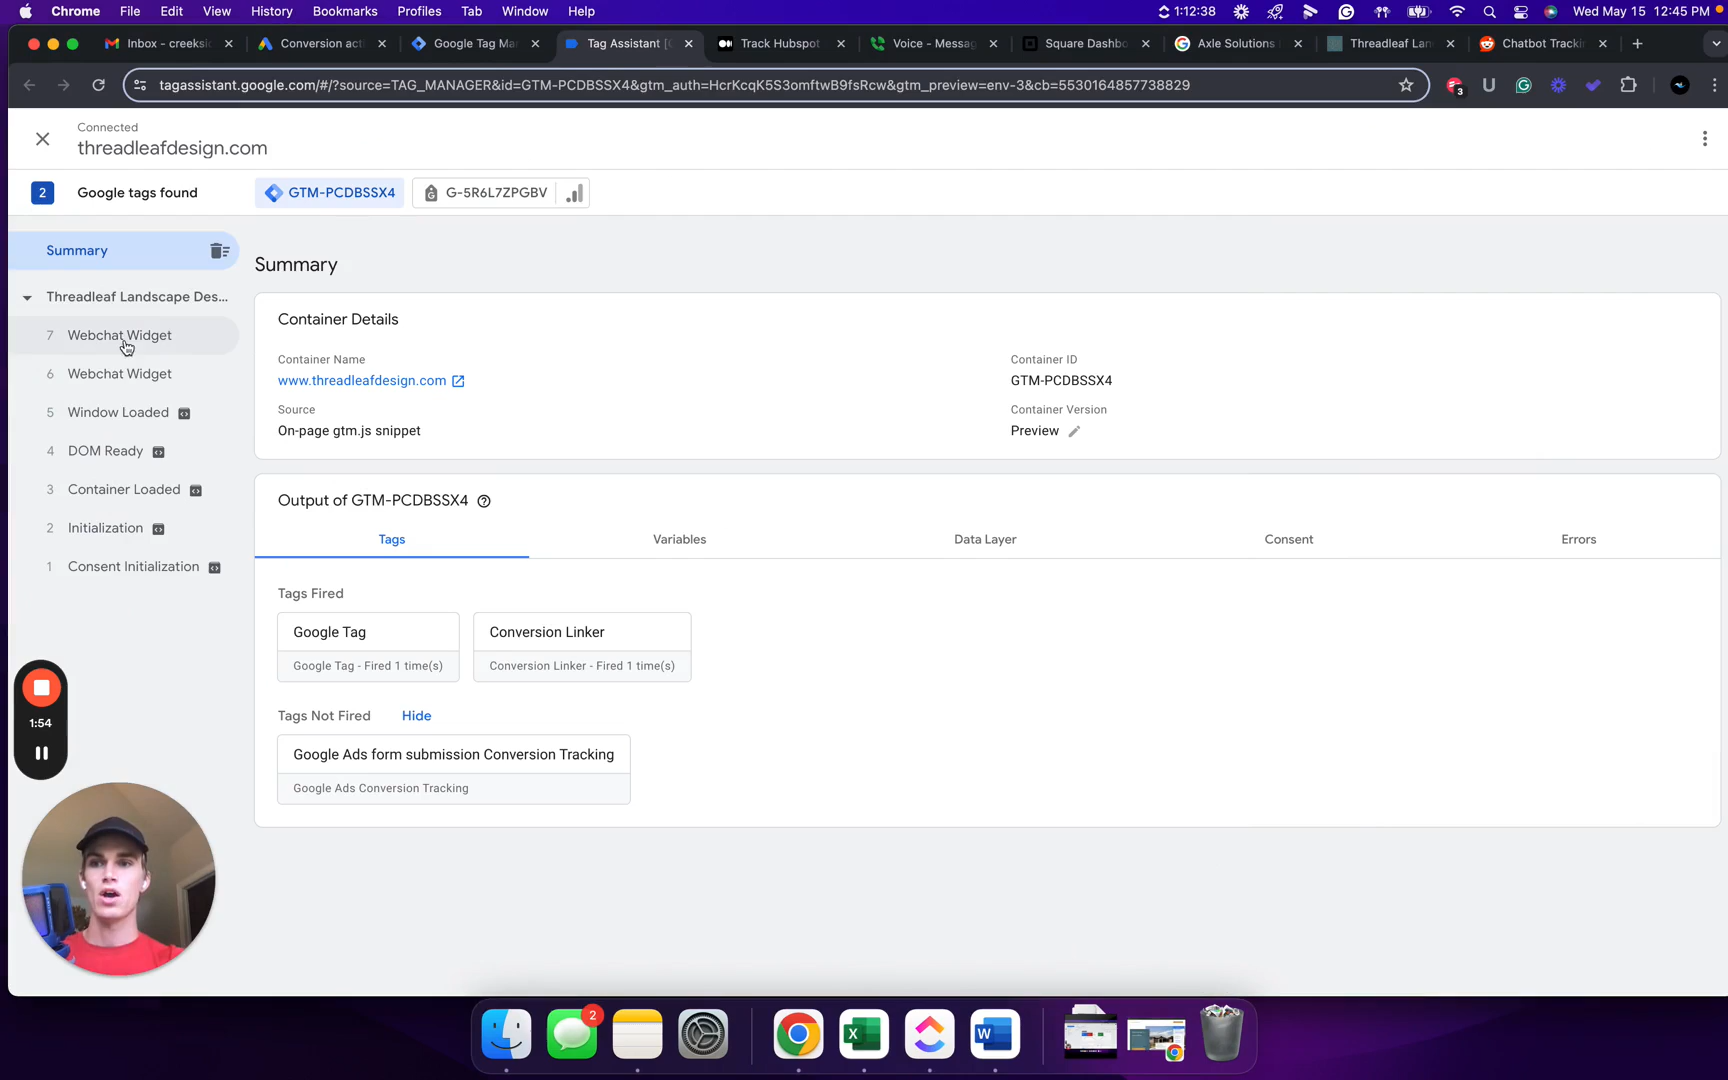 Chrome File Edit View History Bookmarks Profiles Tab Window Help 1:12:38 Wed May 15 12:45 PM
Inbox - creeksi Conversion act Google Tag Ma Tag Assistant [ Track Hubspot Voice - Messag Square Dashbo Axle Solutions Threadleaf Lan Chatbot Tracki
tagassistant.google.com/#/?source=TAG_MANAGER&id=GTM-PCDBSSX4&gtm_auth=HcrKcqK5S3omftwB9fsRcw&gtm_preview=env-3&cb=5530164857738829
3
Connected
threadleafdesign.com
2 Google tags found GTM-PCDBSSX4 G-5R6L7ZPGBV
Summary
Threadleaf Landscape Des...
7 Webchat Widget
6 Webchat Widget
5 Window Loaded
4 DOM Ready
3 Container Loaded
2 Initialization
1 Consent Initialization
Summary
Container Details
Container Name
www.threadleafdesign.com
Source
On-page gtm.js snippet
Container ID
GTM-PCDBSSX4
Container Version
Preview
Output of GTM-PCDBSSX4
Tags Variables Data Layer Consent Errors
Tags Fired
Google Tag
Google Tag - Fired 1 time(s)
Conversion Linker
Conversion Linker - Fired 1 time(s)
Tags Not Fired Hide
Google Ads form submission Conversion Tracking
Google Ads Conversion Tracking
1:54
2